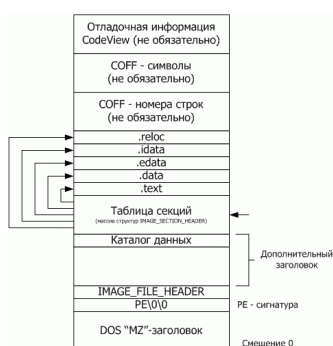 Отладочная информация
CodeView (не обязательно)
COFF - символы
(не обязательно)
COFF - номера строк
(не обязательно)
.reloc
.idata
.edata
.data
.text
Таблица секций
(массив структур IMAGE_SECTION_HEADER)
Каталог данных
Дополнительный
заголовок
IMAGE_FILE_HEADER
PE\0\0
PE - сигнатура
DOS "MZ"-заголовок
Смещение 0